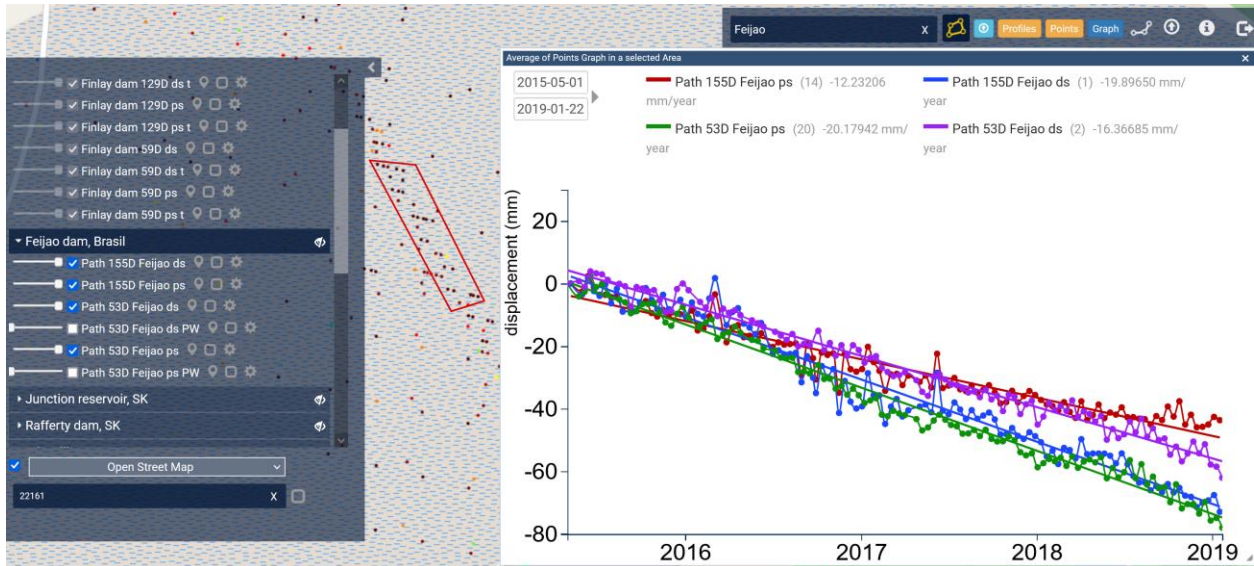 Feijao X Profiles Points Graph
Finlay dam 129D ds t
Finlay dam 129D ps
Finlay dam 129D ps t
Finlay dam 59D ds
Finlay dam 59D ds t
Finlay dam 59D ps
Finlay dam 59D ps t
Feijao dam, Brasil
Path 155D Feijao ds
Path 155D Feijao ps
Path 53D Feijao ds
Path 53D Feijao ds PW
Path 53D Feijao ps
Path 53D Feijao ps PW
Junction reservoir, SK
Rafferty dam, SK
Open Street Map
22161 X
Average of Points Graph in a selected Area ×
2015-05-01
2019-01-22
Path 155D Feijao ps (14) -12.23206
mm/year
Path 155D Feijao ds (1) -19.89650 mm/
year
Path 53D Feijao ps (20) -20.17942 mm/
year
Path 53D Feijao ds (2) -16.36685 mm/
year
displacement (mm)
20
0
-20
-40
-60
-80
2016 2017 2018 2019